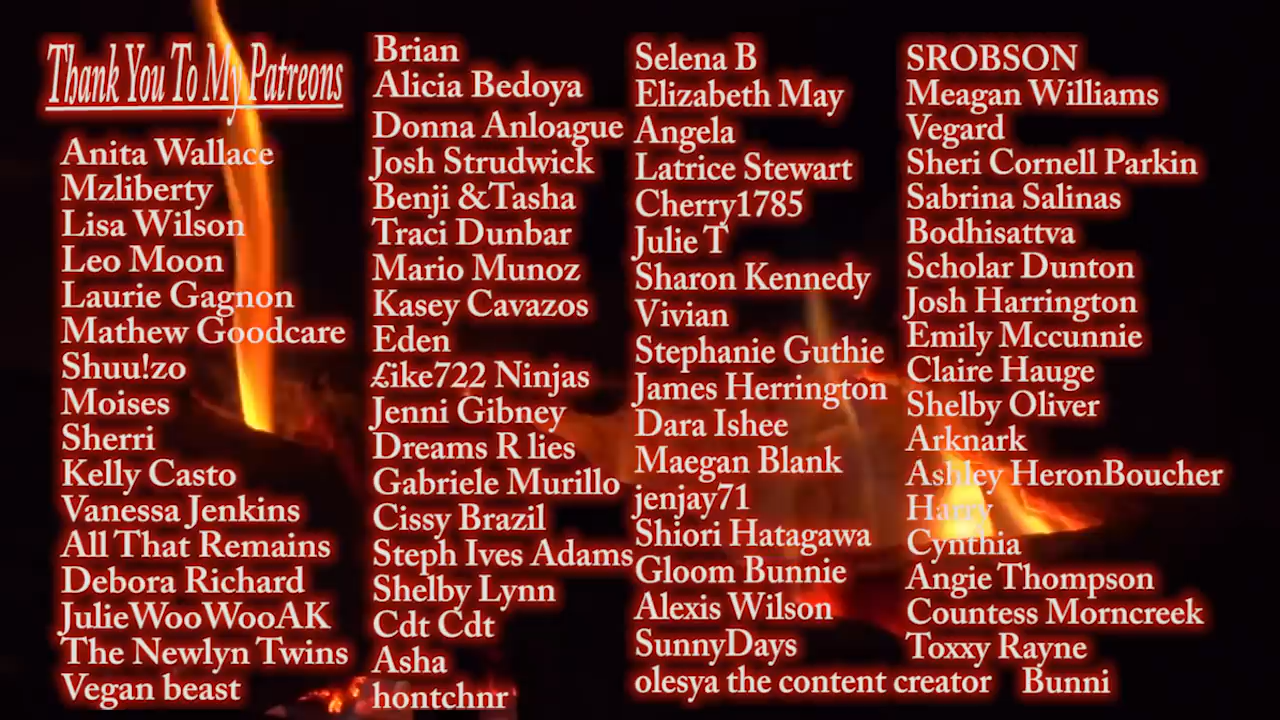 Thank You To My Patreons
Anita Wallace
Mzliberty
Lisa Wilson
Leo Moon
Laurie Gagnon
Mathew Goodcare
Shuu!zo
Moises
Sherri
Kelly Casto
Vanessa Jenkins
All That Remains
Debora Richard
JulieWooWooAK
The Newlyn Twins
Vegan beast
Brian
Alicia Bedoya
Donna Anloague
Josh Strudwick
Benji &Tasha
Traci Dunbar
Mario Munoz
Kasey Cavazos
Eden
£ike722 Ninjas
Jenni Gibney
Dreams R lies
Gabriele Murillo
Cissy Brazil
Steph Ives Adams
Shelby Lynn
Cdt Cdt
Asha
hontchnr
Selena B
Elizabeth May
Angela
Latrice Stewart
Cherry1785
Julie T
Sharon Kennedy
Vivian
Stephanie Guthie
James Herrington
Dara Ishee
Maegan Blank
jenjay71
Shiori Hatagawa
Gloom Bunnie
Alexis Wilson
SunnyDays
olesya the content creator
SROBSON
Meagan Williams
Vegard
Sheri Cornell Parkin
Sabrina Salinas
Bodhisattva
Scholar Dunton
Josh Harrington
Emily Mccunnie
Claire Hauge
Shelby Oliver
Arknark
Ashley HeronBoucher
Harry
Cynthia
Angie Thompson
Countess Morncreek
Toxxy Rayne
Bunni